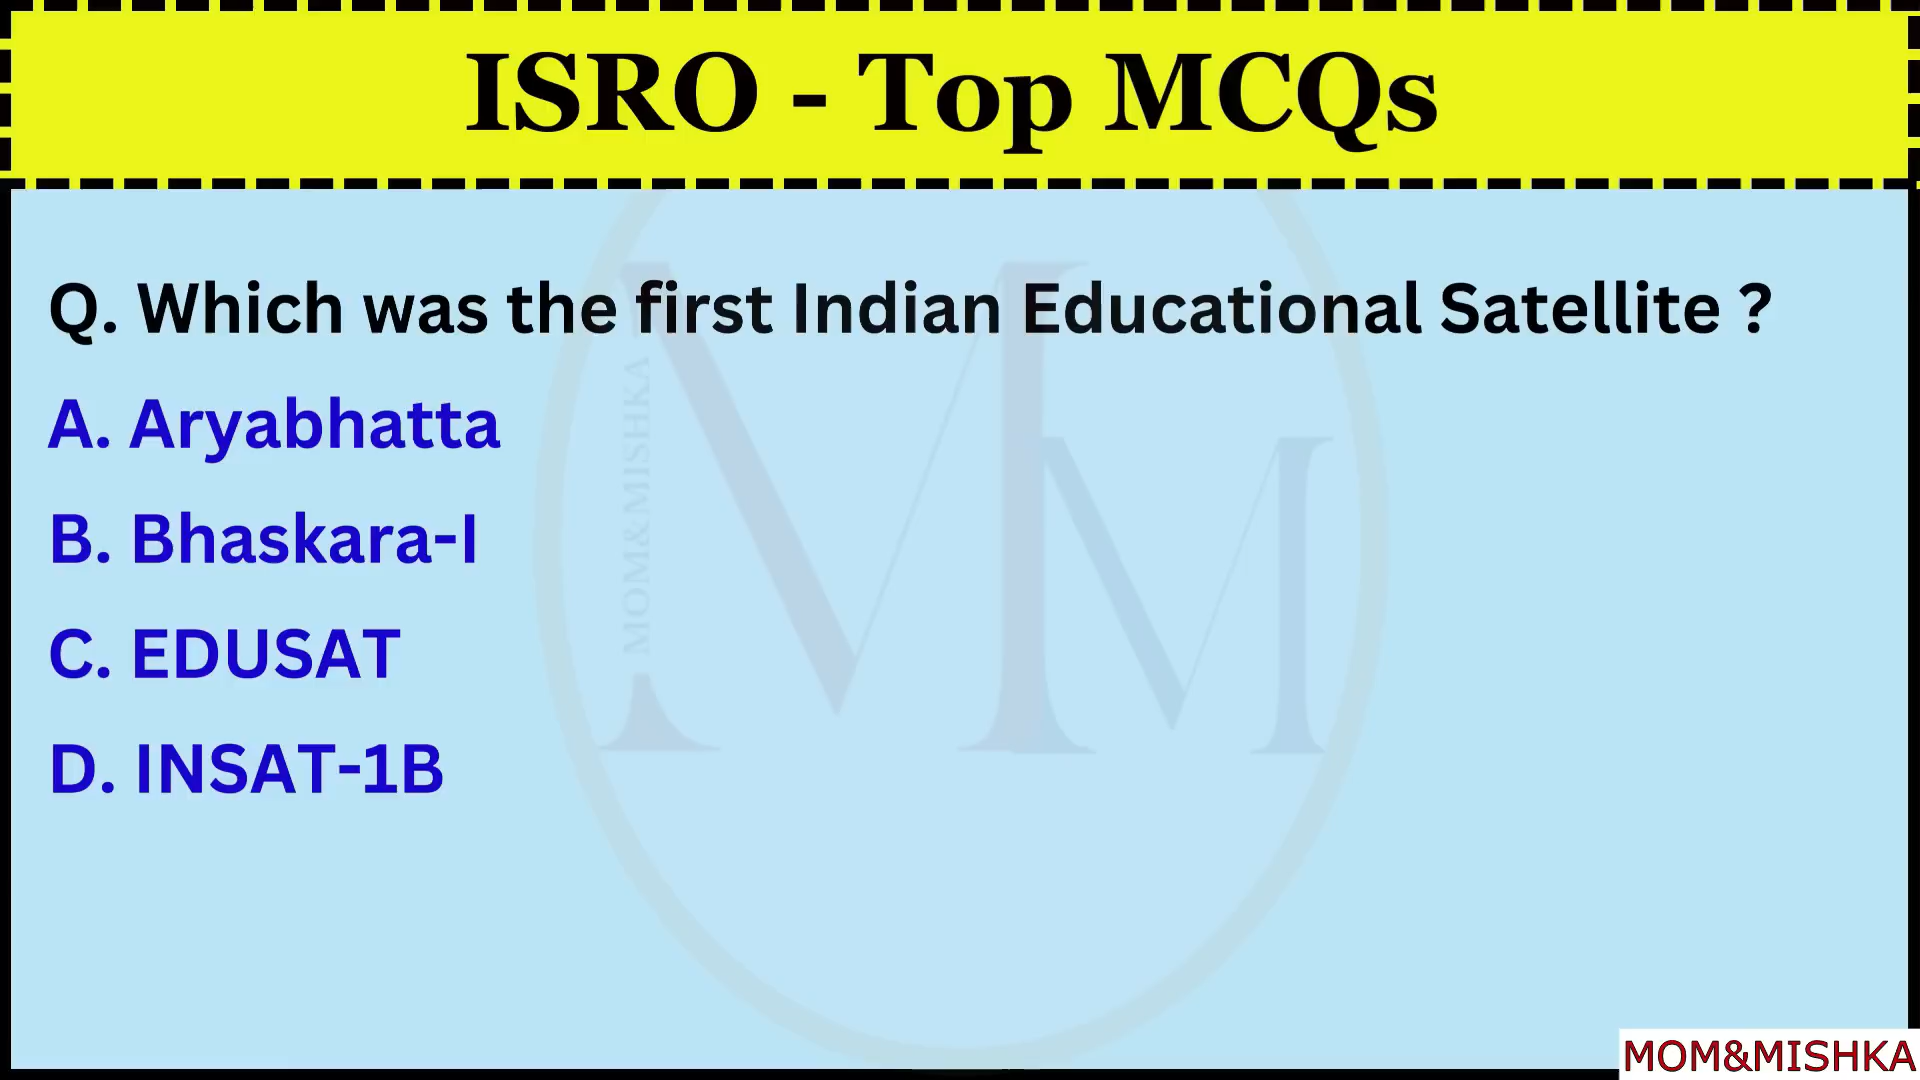 ISRO - Top MCQs
Q. Which was the first Indian Educational Satellite ?
A. Aryabhatta
B. Bhaskara-I
C. EDUSAT
D. INSAT-1B
MOM&MISHKA
MM
MOM&MISHKA